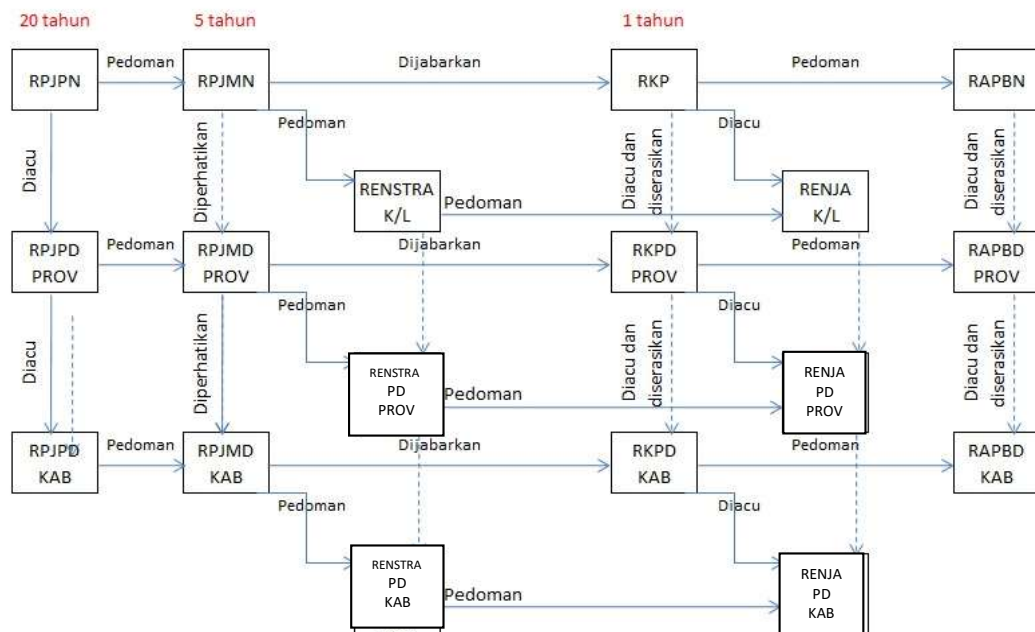 20 tahun
5 tahun
1 tahun
RPJPN
Pedoman
RPJMN
Dijabarkan
RKP
Pedoman
RAPBN
Diacu
Diperhatikan
Pedoman
Diacu dan
diserasikan
Diacu
Diacu dan
diserasikan
RENSTRA
K/L
Pedoman
RENJA
K/L
RPJPD
PROV
Pedoman
RPJMD
PROV
Dijabarkan
RKPD
PROV
Pedoman
RAPBD
PROV
Diacu
Diperhatikan
Pedoman
Diacu dan
diserasikan
Diacu
Diacu dan
diserasikan
RENSTRA
PD
PROV
Pedoman
RENJA
PD
PROV
RPJPD
KAB
Pedoman
RPJMD
KAB
Dijabarkan
RKPD
KAB
Pedoman
RAPBD
KAB
Pedoman
Diacu
RENSTRA
PD
KAB
Pedoman
RENJA
PD
KAB